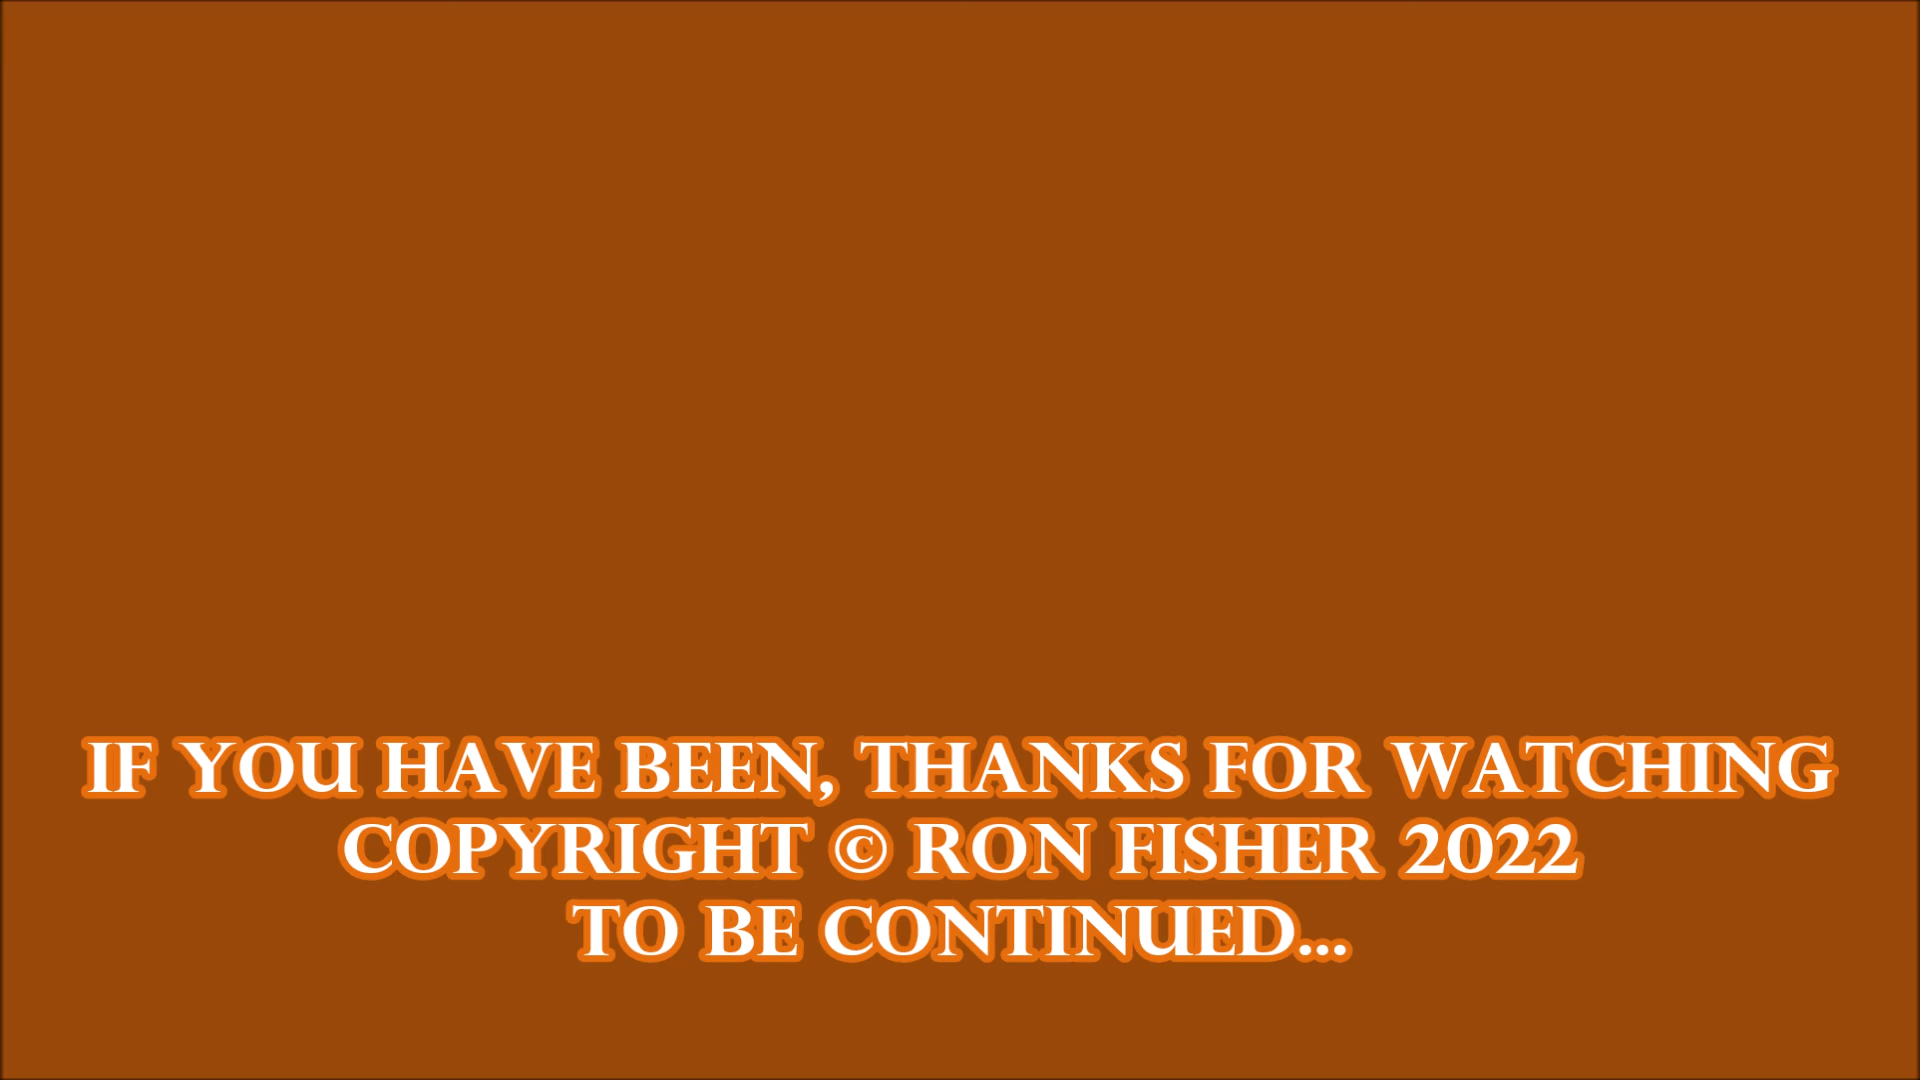 IF YOU HAVE BEEN, THANKS FOR WATCHING
COPYRIGHT © RON FISHER 2022
TO BE CONTINUED...